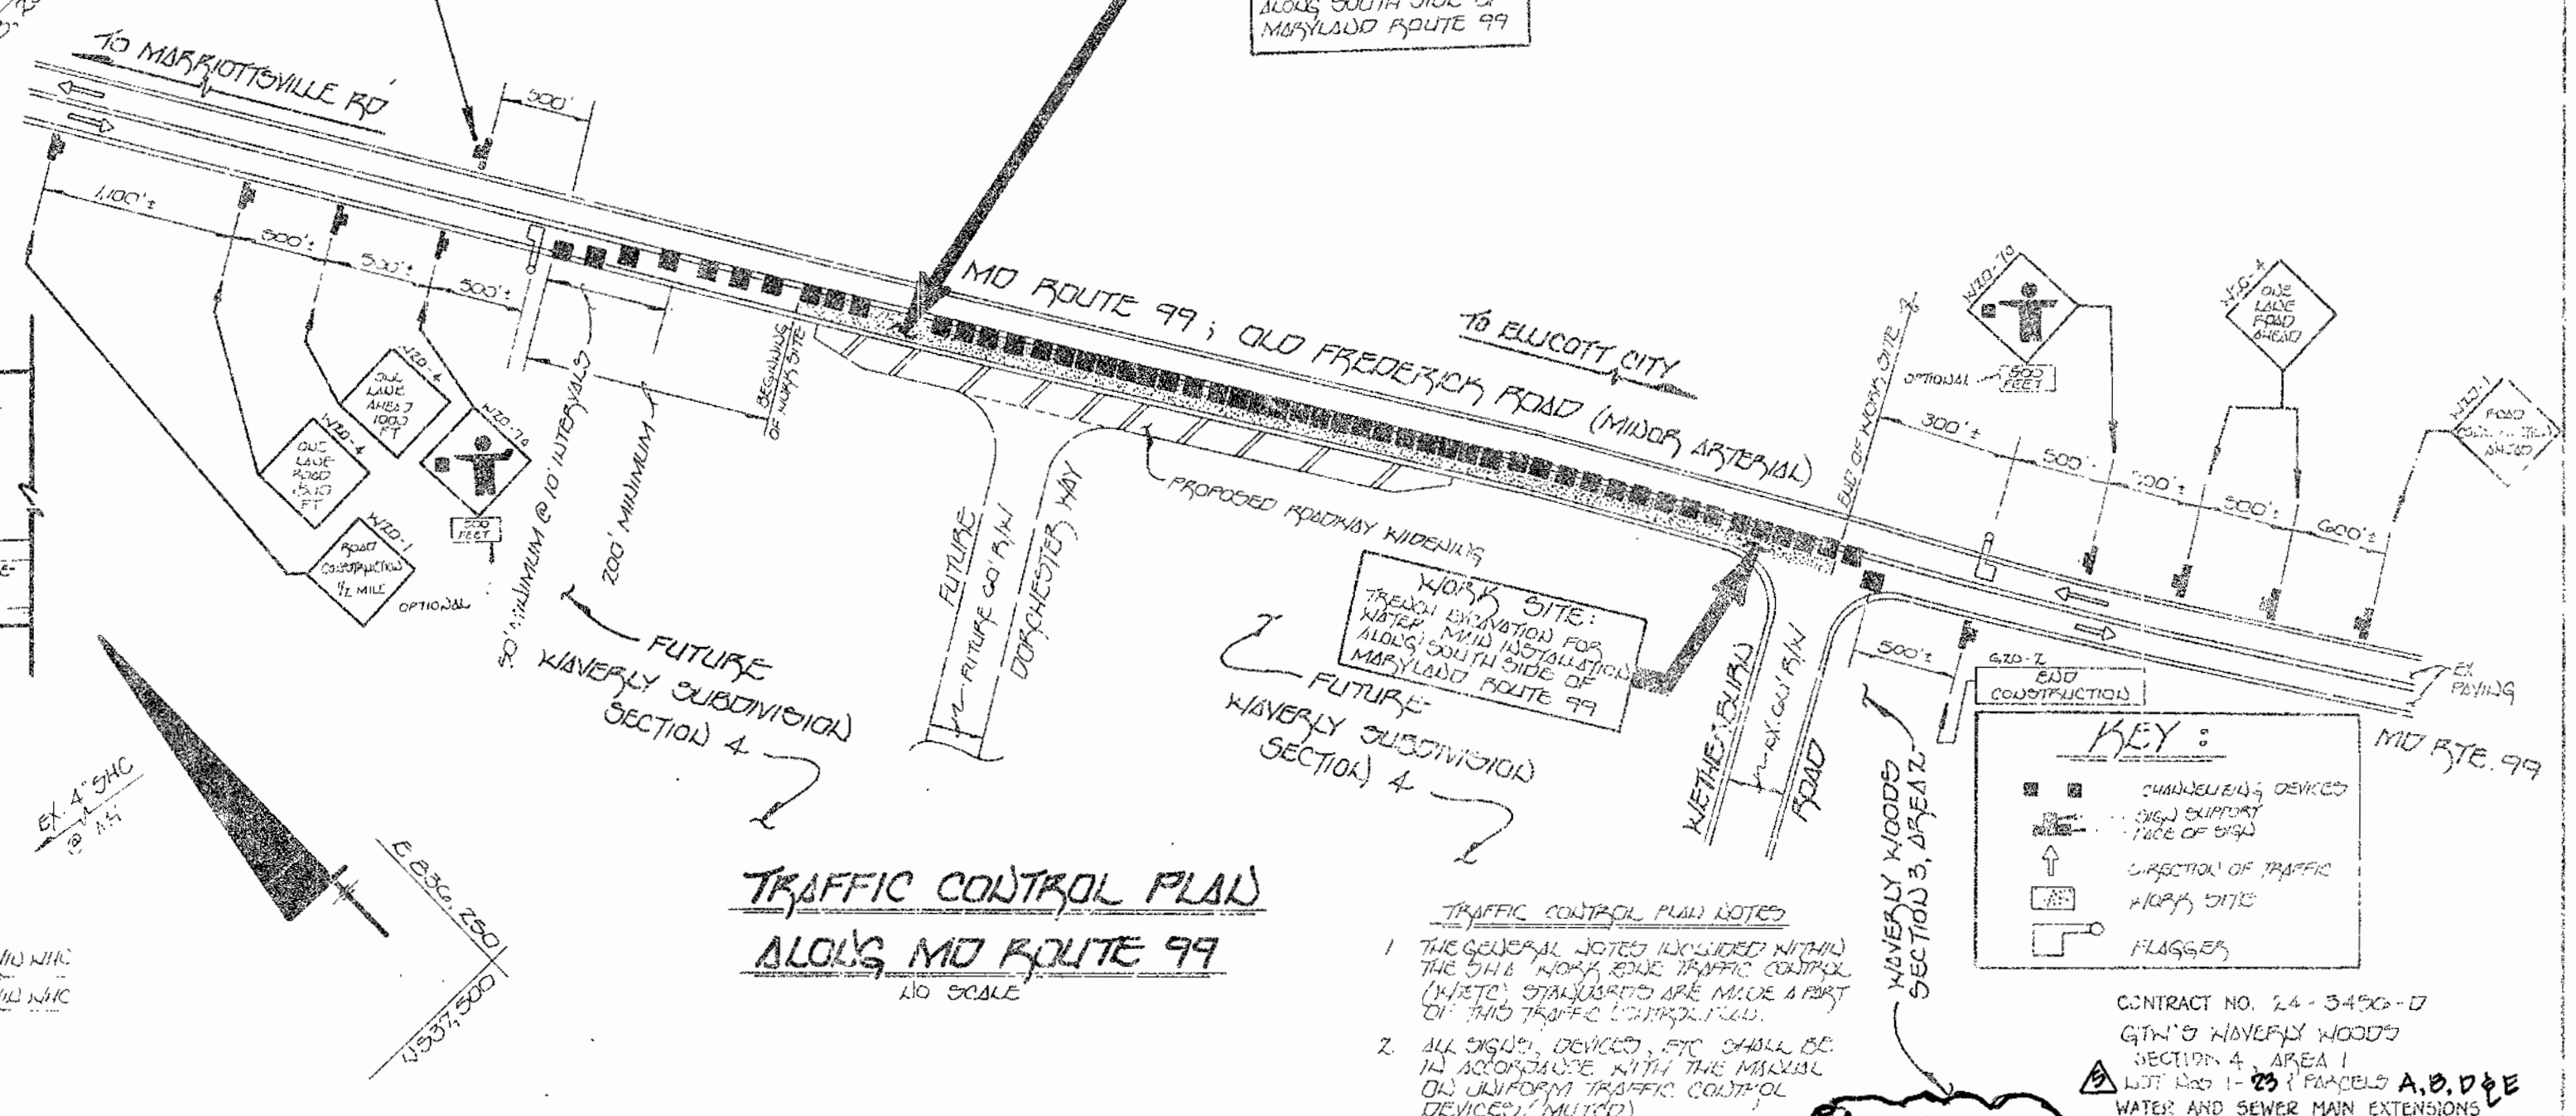 ALONG SOUTH SIDE OF
MARYLAND ROUTE 99
TO MARRIOTTSVILLE RD
500'
1,100'±
500'±
500'±
500'±
MD ROUTE 99; OLD FREDERICK ROAD (MINOR ARTERIAL)
TO ELLICOTT CITY
BEGINNING
OF WORK SITE
50' MINIMUM @ 10' INTERVALS
200' MINIMUM
W20-4
ONE
LANE
AHEAD
1000
FT
W20-4
ONE
LANE
ROAD
1500
FT
W20-7a
500
FEET
W20-1
ROAD
CONSTRUCTION
1/2 MILE
OPTIONAL
FUTURE
WAVERLY SUBDIVISION
SECTION 4
FUTURE
FUTURE 60' R/W
DORCHESTER WAY
PROPOSED ROADWAY WIDENING
WORK SITE:
TRENCH EXCAVATION FOR
WATER MAIN INSTALLATION
ALONG SOUTH SIDE OF
MARYLAND ROUTE 99
FUTURE
WAVERLY SUBDIVISION
SECTION 4
WETHERBURN
EX. 60' R/W
ROAD
END OF WORK SITE
W20-7a
OPTIONAL
500
FEET
W20-4
ONE
LANE
ROAD
AHEAD
W20-1
ROAD
AHEAD
300'±
500'
500'±
500'±
600'±
500'±
G20-2
END
CONSTRUCTION
EX.
PAVING
MD RTE. 99
KEY:
CHANNELIZING DEVICES
SIGN SUPPORT
FACE OF SIGN
DIRECTION OF TRAFFIC
WORK SITE
FLAGGER
WAVERLY WOODS
SECTION 3, AREA 2
EX. 4" SHC
E 836,250
N 537,500
IN WHC
IN WHC
TRAFFIC CONTROL PLAN
ALONG MD ROUTE 99
NO SCALE
TRAFFIC CONTROL PLAN NOTES
1 THE GENERAL NOTES INCLUDED WITHIN
THE SHA WORK ZONE TRAFFIC CONTROL
(WZTC) STANDARDS ARE MADE A PART
OF THIS TRAFFIC CONTROL PLAN.
2. ALL SIGNS, DEVICES, ETC SHALL BE
IN ACCORDANCE WITH THE MANUAL
ON UNIFORM TRAFFIC CONTROL
DEVICES (MUTCD)
CONTRACT NO. 24-3456-D
GTW'S WAVERLY WOODS
SECTION 4, AREA 1
5 LOT NOS 1-23 & PARCELS A, B, D & E
WATER AND SEWER MAIN EXTENSIONS